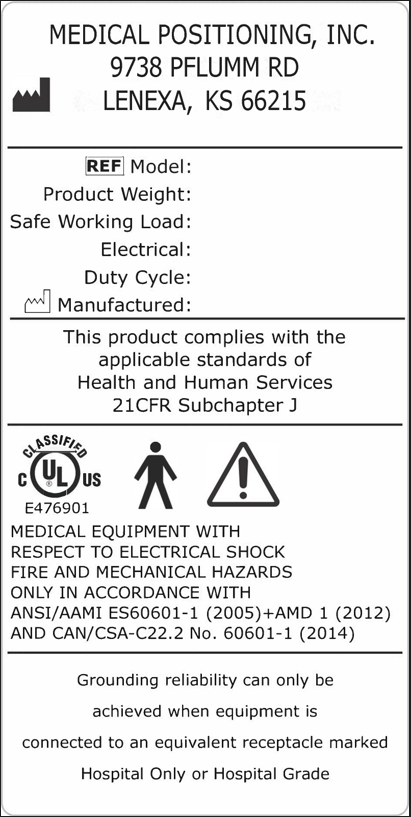 MEDICAL POSITIONING, INC.
9738 PFLUMM RD
LENEXA, KS 66215
REF Model:
Product Weight:
Safe Working Load:
Electrical:
Duty Cycle:
Manufactured:
This product complies with the
applicable standards of
Health and Human Services
21CFR Subchapter J
CLASSIFIED
C UL® US
E476901
MEDICAL EQUIPMENT WITH
RESPECT TO ELECTRICAL SHOCK
FIRE AND MECHANICAL HAZARDS
ONLY IN ACCORDANCE WITH
ANSI/AAMI ES60601-1 (2005)+AMD 1 (2012)
AND CAN/CSA-C22.2 No. 60601-1 (2014)
Grounding reliability can only be
achieved when equipment is
connected to an equivalent receptacle marked
Hospital Only or Hospital Grade